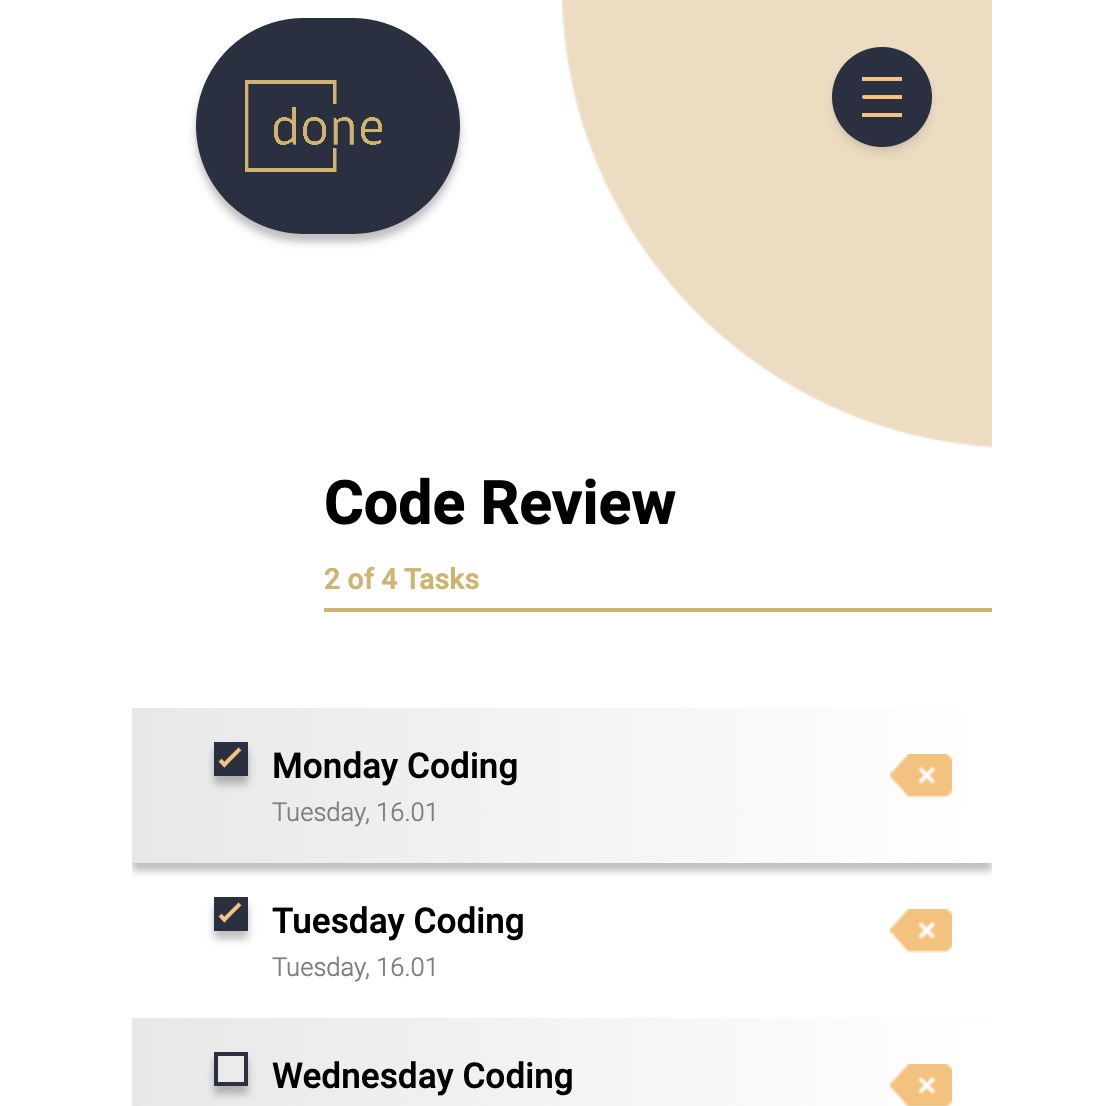 done
Code Review
2 of 4 Tasks
Monday Coding
Tuesday, 16.01
Tuesday Coding
Tuesday, 16.01
Wednesday Coding